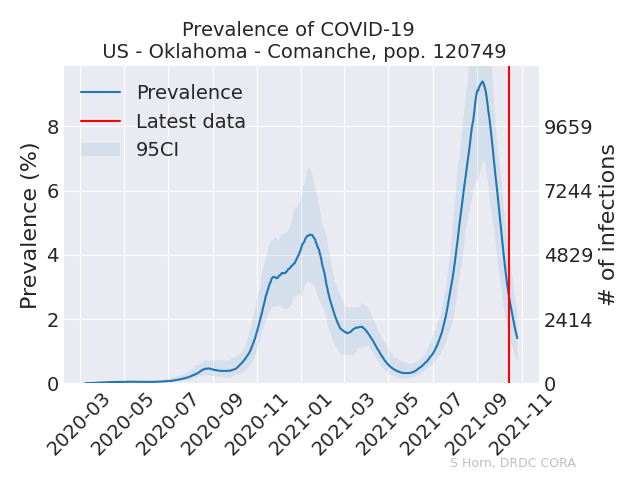 Prevalence of COVID-19
US - Oklahoma - Comanche, pop. 120749
Prevalence
Latest data
95CI
Prevalence (%)
8
6
4
2
0
9659
7244
4829
2414
0
# of infections
2020-03
2020-05
2020-07
2020-09
2020-11
2021-01
2021-03
2021-05
2021-07
2021-09
2021-11
S Horn, DRDC CORA